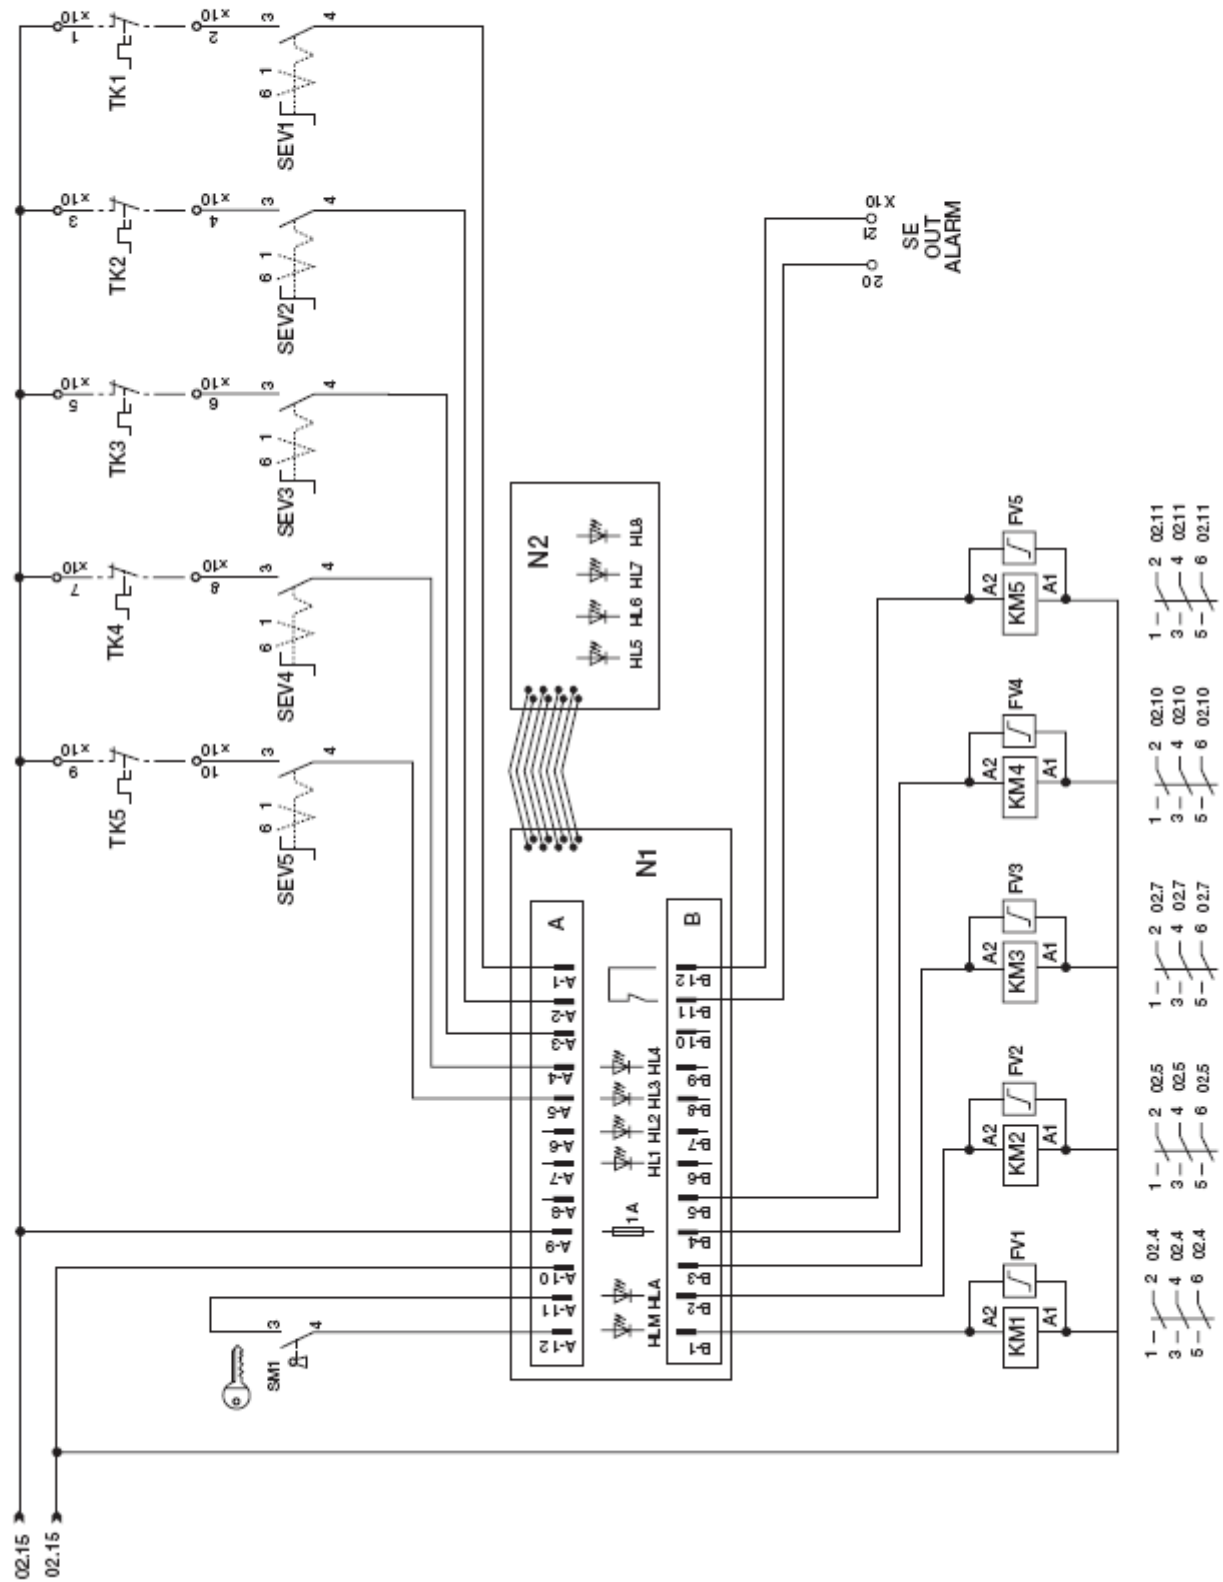 02.15
02.15
1 X10
TK1
2 X10
3 4
6 1
SEV1
3 X10
TK2
4 X10
3 4
6 1
SEV2
5 X10
TK3
6 X10
3 4
6 1
SEV3
7 X10
TK4
8 X10
3 4
6 1
SEV4
9 X10
TK5
10 X10
3 4
6 1
SEV5
SM1
3 4
N1
A
A-12 A-11 A-10 A-9 A-8 A-7 A-6 A-5 A-4 A-3 A-2 A-1
HLM HLA 1A HL1 HL2 HL3 HL4
B
B-1 B-2 B-3 B-4 B-5 B-6 B-7 B-8 B-9 B-10 B-11 B-12
N2
HL5 HL6 HL7 HL8
20 21 X10
SE
OUT
ALARM
A2 KM1 A1 FV1
A2 KM2 A1 FV2
A2 KM3 A1 FV3
A2 KM4 A1 FV4
A2 KM5 A1 FV5
1 2 02.4
3 4 02.4
5 6 02.4
1 2 02.5
3 4 02.5
5 6 02.5
1 2 02.7
3 4 02.7
5 6 02.7
1 2 02.10
3 4 02.10
5 6 02.10
1 2 02.11
3 4 02.11
5 6 02.11